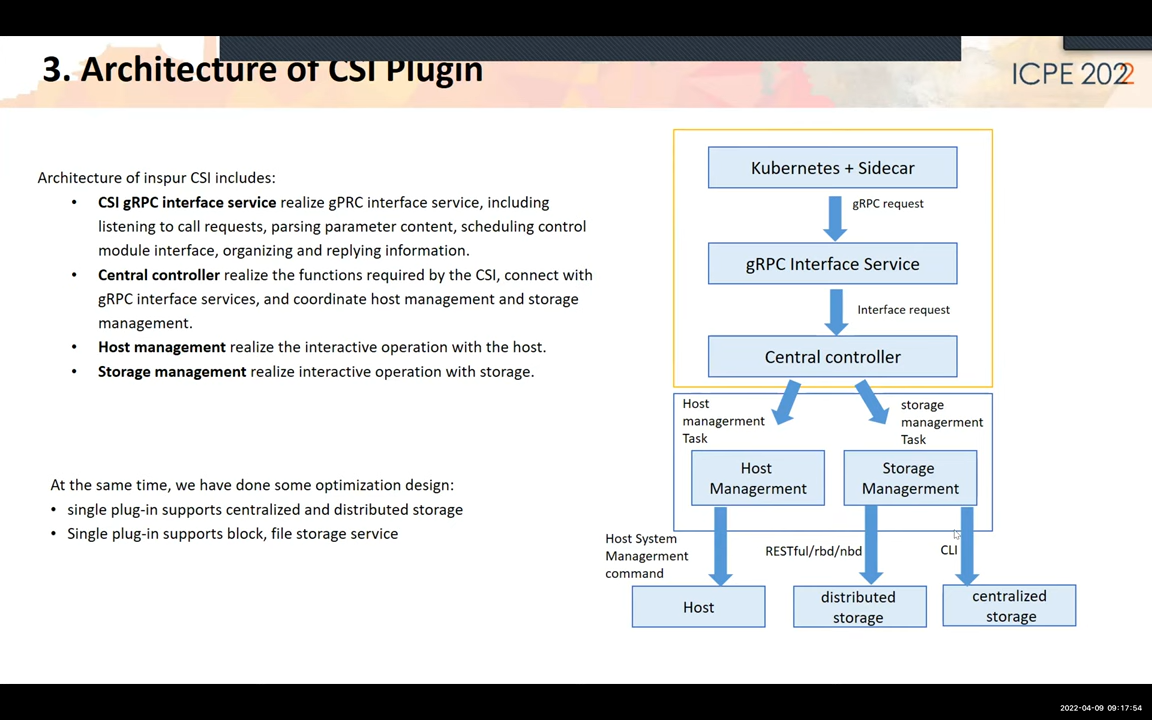 3. Architecture of CSI Plugin
ICPE 2022
Architecture of inspur CSI includes:
• CSI gRPC interface service realize gPRC interface service, including
listening to call requests, parsing parameter content, scheduling control
module interface, organizing and replying information.
• Central controller realize the functions required by the CSI, connect with
gRPC interface services, and coordinate host management and storage
management.
• Host management realize the interactive operation with the host.
• Storage management realize interactive operation with storage.
At the same time, we have done some optimization design:
• single plug-in supports centralized and distributed storage
• Single plug-in supports block, file storage service
Kubernetes + Sidecar
gRPC request
gRPC Interface Service
Interface request
Central controller
Host
management
Task
storage
management
Task
Host
Management
Storage
Management
Host System
Management
command
RESTful/rbd/nbd
CLI
Host
distributed
storage
centralized
storage
2022-04-09 09:17:54